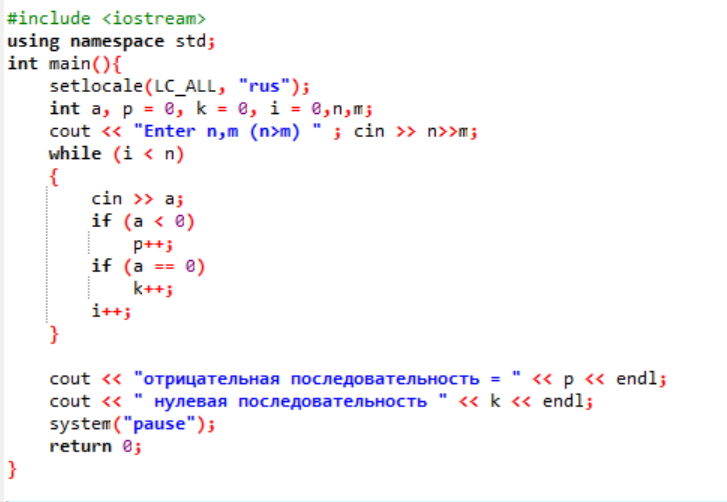 #include <iostream>
using namespace std;
int main(){
    setlocale(LC_ALL, "rus");
    int a, p = 0, k = 0, i = 0,n,m;
    cout << "Enter n,m (n>m) " ; cin >> n>>m;
    while (i < n)
    {
        cin >> a;
        if (a < 0)
            p++;
        if (a == 0)
            k++;
        i++;
    }
    cout << "отрицательная последовательность = " << p << endl;
    cout << " нулевая последовательность " << k << endl;
    system("pause");
    return 0;
}